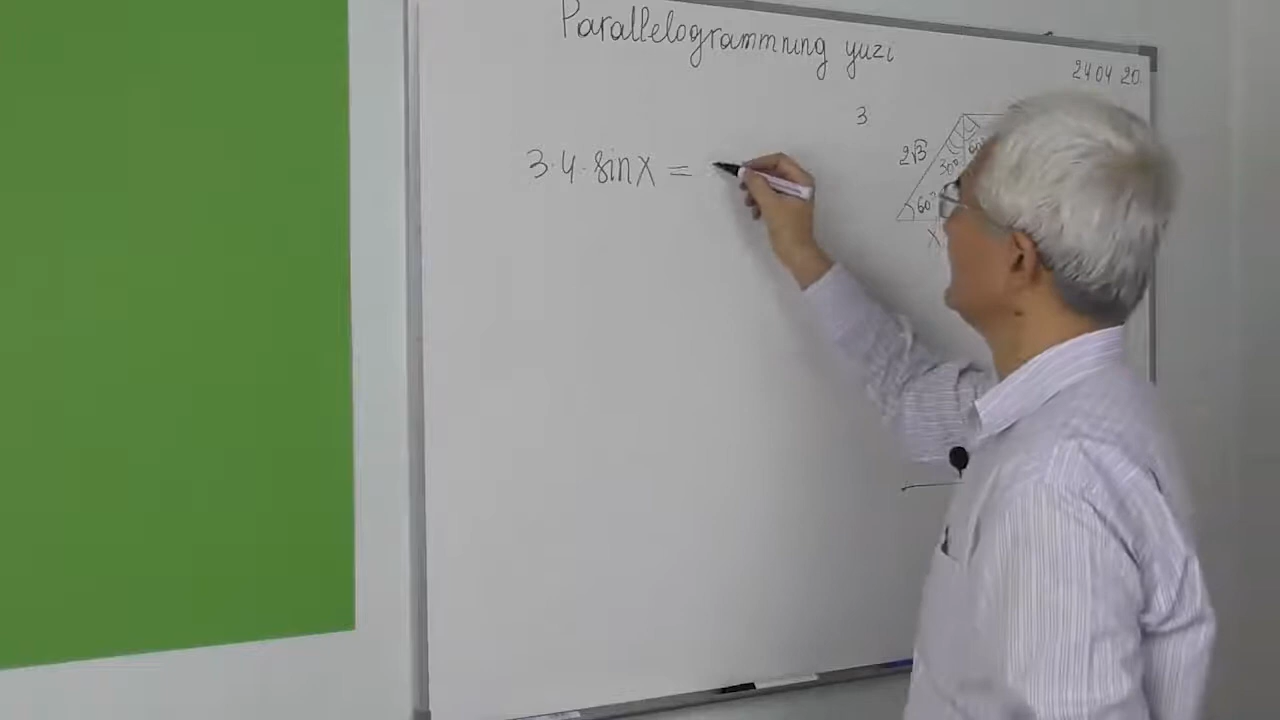 Parallelogrammning yuzi
24 04 20
3
3·4·sinx =
2√3
30° 60°
60°
x